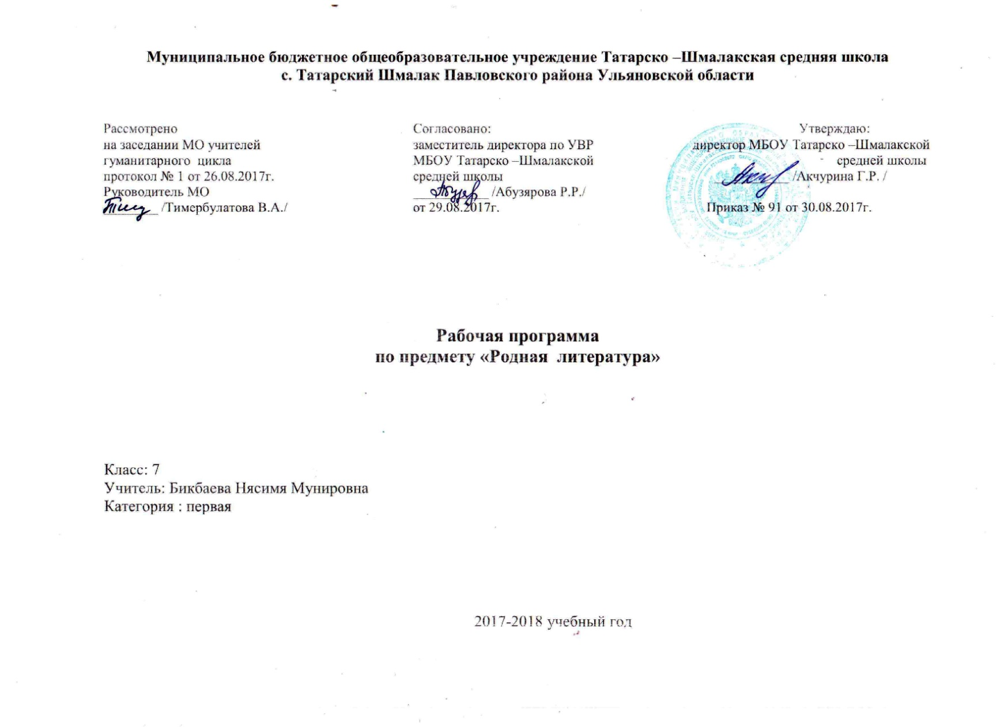 Муниципальное бюджетное общеобразовательное учреждение Татарско –Шмалакская средняя школа
с. Татарский Шмалак Павловского района Ульяновской области
Рассмотрено
на заседании МО учителей
гуманитарного  цикла
протокол № 1 от 26.08.2017г.
Руководитель МО
_________ /Тимербулатова В.А./
Согласовано:
заместитель директора по УВР
МБОУ Татарско –Шмалакской
средней школы
____________ /Абузярова Р.Р./
от 29.08.2017г.
Утверждаю:
директор МБОУ Татарско –Шмалакской
средней школы
____________ /Акчурина Г.Р. /
Приказ № 91 от 30.08.2017г.
Рабочая программа
по предмету «Родная  литература»
Класс: 7
Учитель: Бикбаева Нясимя Мунировна
Категория : первая
2017-2018 учебный год